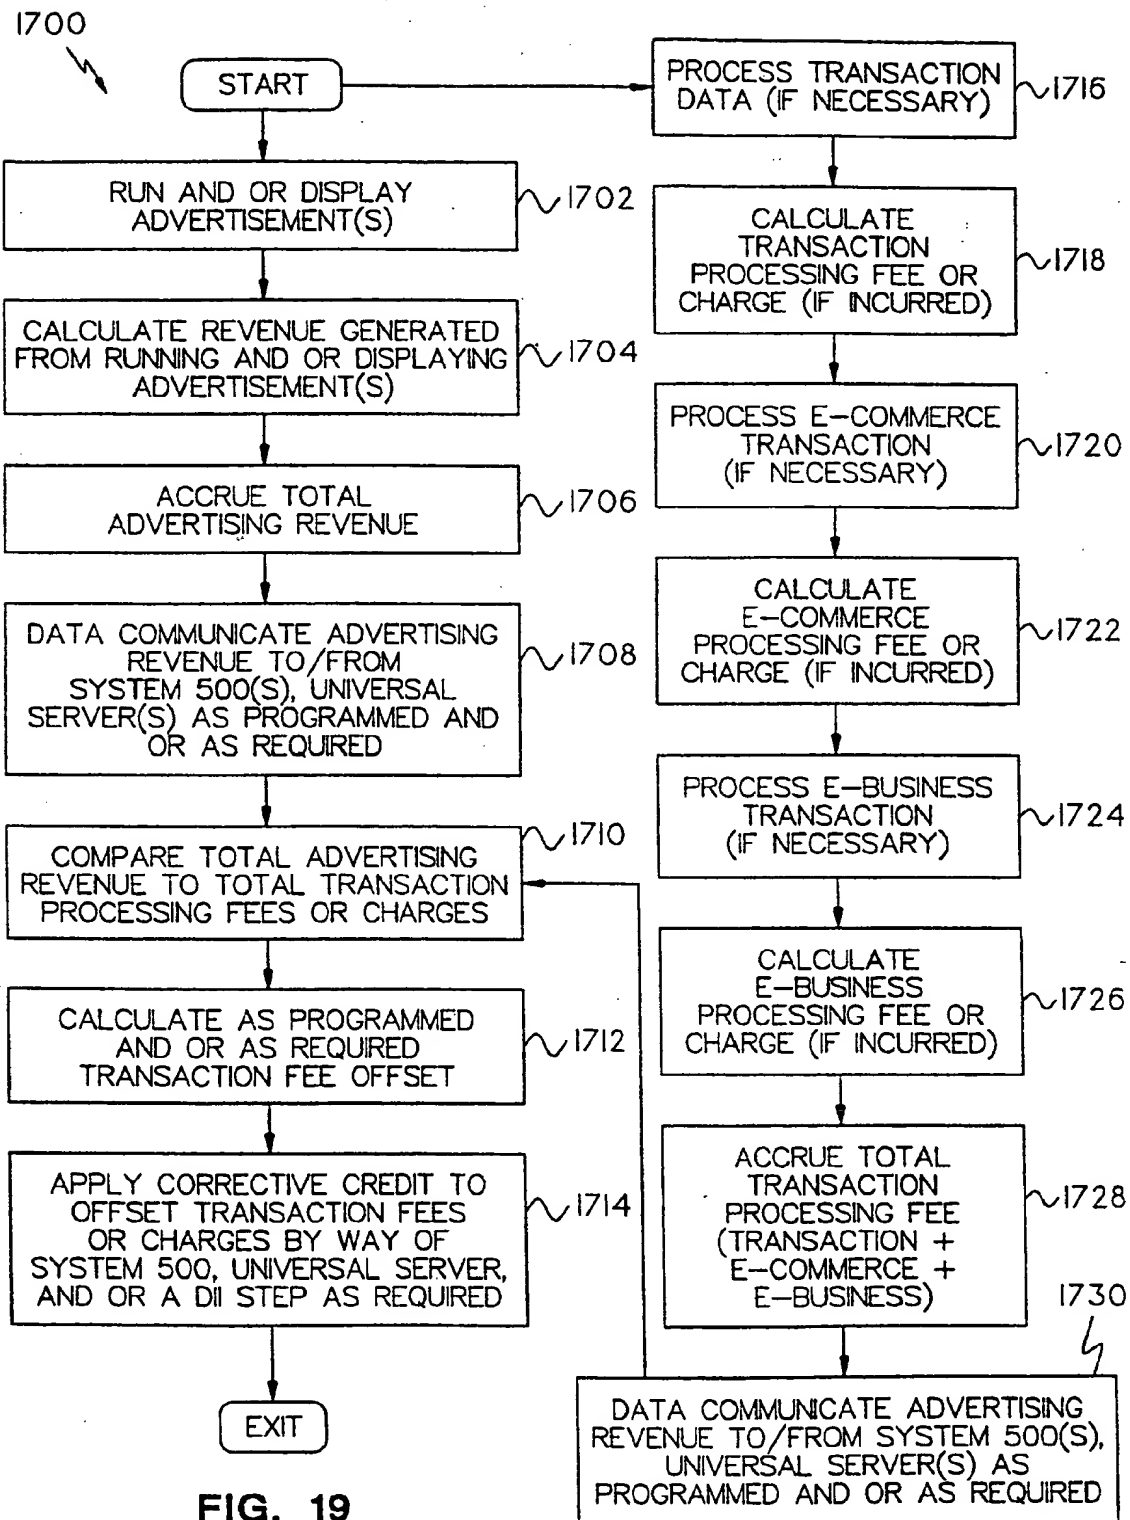 1700
START
RUN AND OR DISPLAY
ADVERTISEMENT(S)
1702
CALCULATE REVENUE GENERATED
FROM RUNNING AND OR DISPLAYING
ADVERTISEMENT(S)
1704
ACCRUE TOTAL
ADVERTISING REVENUE
1706
DATA COMMUNICATE ADVERTISING
REVENUE TO/FROM
SYSTEM 500(S), UNIVERSAL
SERVER(S) AS PROGRAMMED AND
OR AS REQUIRED
1708
COMPARE TOTAL ADVERTISING
REVENUE TO TOTAL TRANSACTION
PROCESSING FEES OR CHARGES
1710
CALCULATE AS PROGRAMMED
AND OR AS REQUIRED
TRANSACTION FEE OFFSET
1712
APPLY CORRECTIVE CREDIT TO
OFFSET TRANSACTION FEES
OR CHARGES BY WAY OF
SYSTEM 500, UNIVERSAL SERVER,
AND OR A DII STEP AS REQUIRED
1714
EXIT
PROCESS TRANSACTION
DATA (IF NECESSARY)
1716
CALCULATE
TRANSACTION
PROCESSING FEE OR
CHARGE (IF INCURRED)
1718
PROCESS E-COMMERCE
TRANSACTION
(IF NECESSARY)
1720
CALCULATE
E-COMMERCE
PROCESSING FEE OR
CHARGE (IF INCURRED)
1722
PROCESS E-BUSINESS
TRANSACTION
(IF NECESSARY)
1724
CALCULATE
E-BUSINESS
PROCESSING FEE OR
CHARGE (IF INCURRED)
1726
ACCRUE TOTAL
TRANSACTION
PROCESSING FEE
(TRANSACTION +
E-COMMERCE +
E-BUSINESS)
1728
1730
DATA COMMUNICATE ADVERTISING
REVENUE TO/FROM SYSTEM 500(S),
UNIVERSAL SERVER(S) AS
PROGRAMMED AND OR AS REQUIRED
FIG. 19